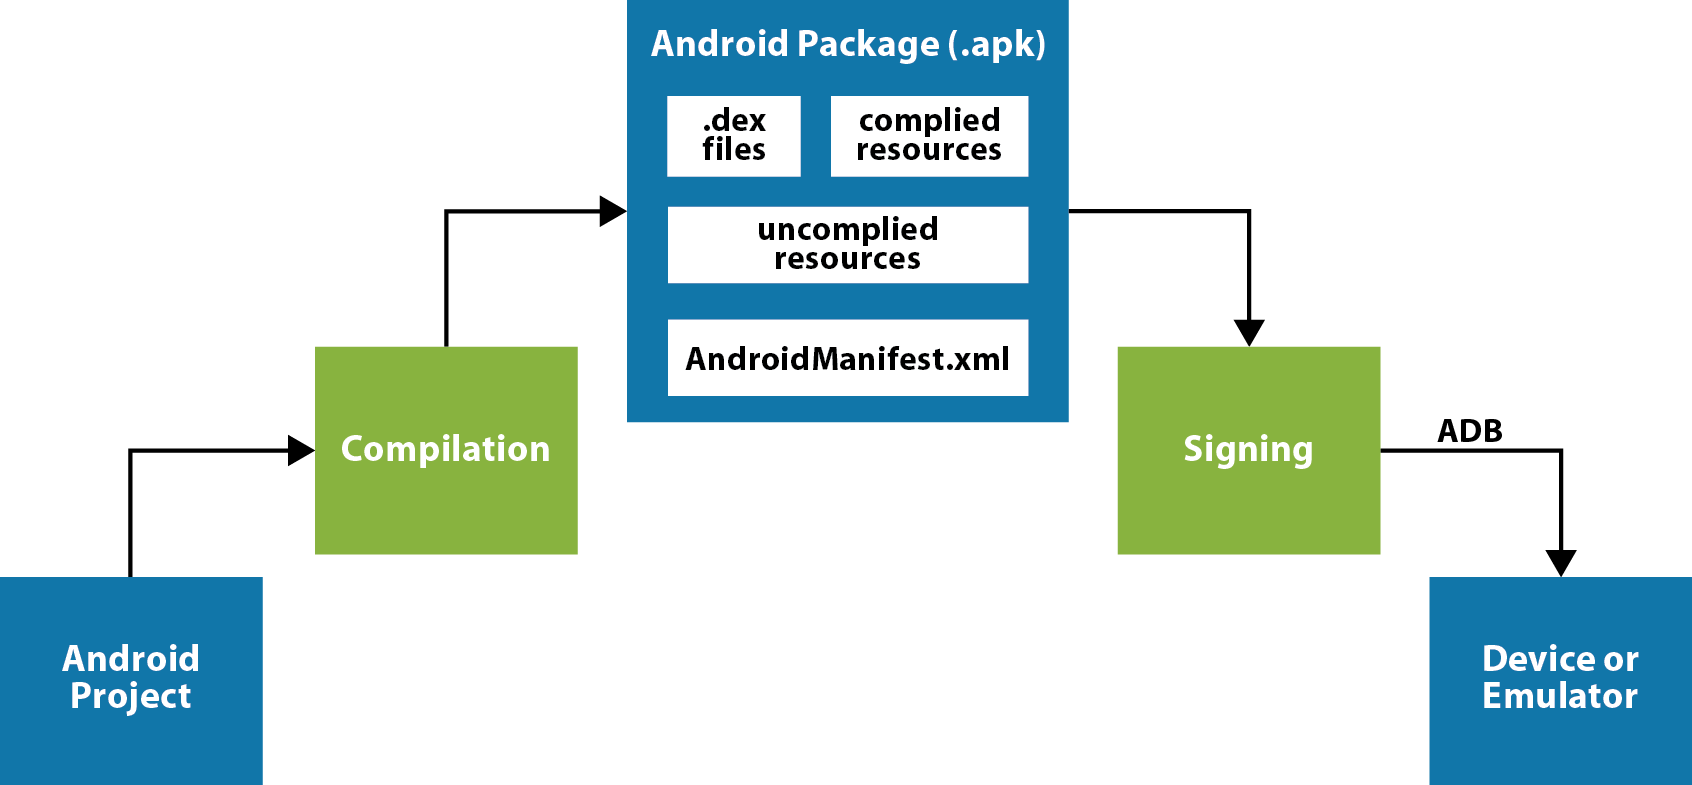 Android Package (.apk)
.dex
files
complied
resources
uncomplied
resources
AndroidManifest.xml
Compilation
Signing
ADB
Android
Project
Device or
Emulator